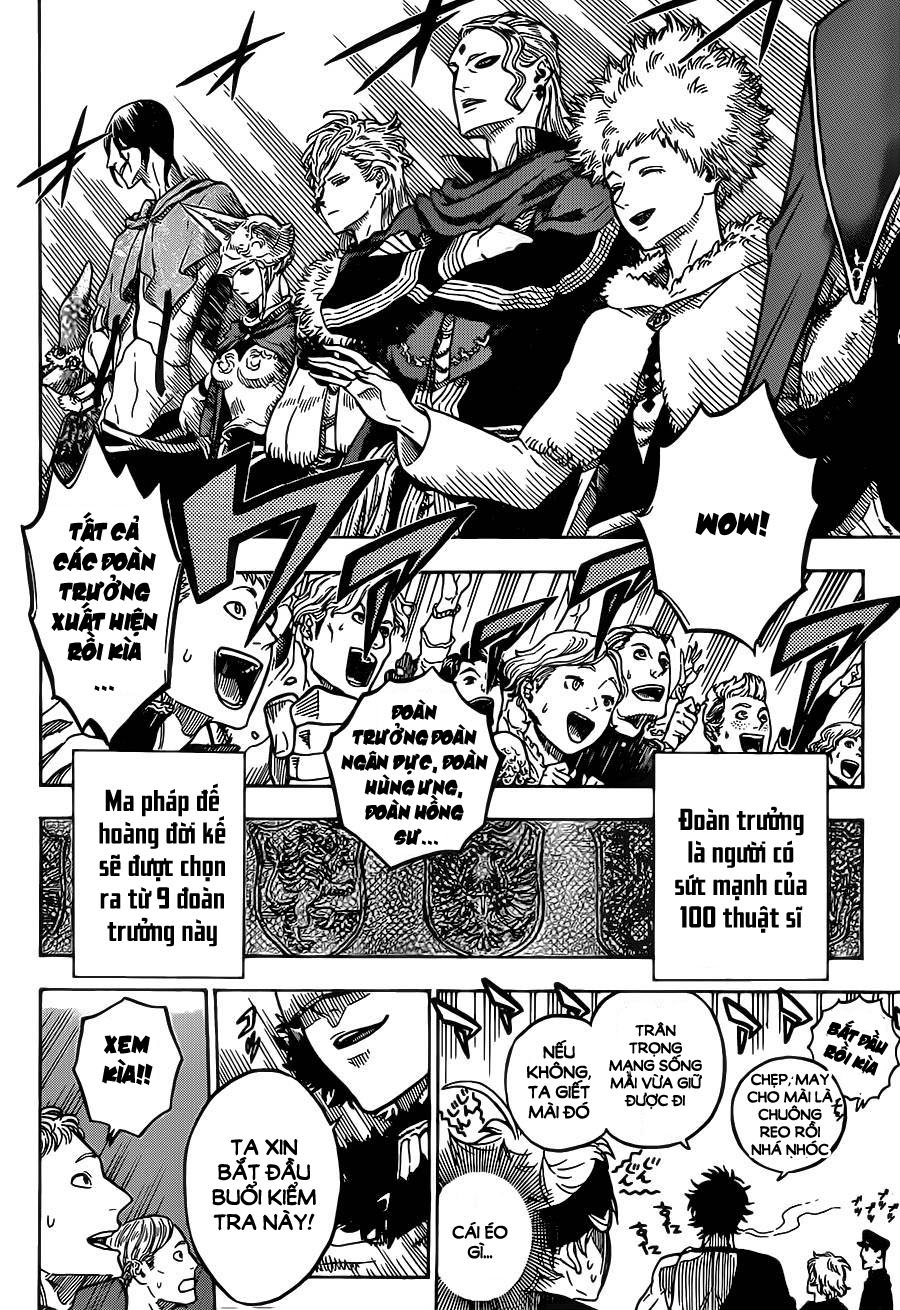 WOW!
TẤT CẢ
CÁC ĐOÀN
TRƯỞNG
XUẤT HIỆN
RỒI KÌA
...
ĐOÀN
TRƯỞNG ĐOÀN
NGÂN DỰC, ĐOÀN
HÙNG ƯNG,
ĐOÀN HỒNG
SƯ...
Đoàn trưởng
là người có
sức mạnh của
100 thuật sĩ
Ma pháp đế
hoàng đời kế
sẽ được chọn
ra từ 9 đoàn
trưởng này
BẮT ĐẦU
RỒI KÌA
CHẸP, MAY
CHO MÀI LÀ
CHUÔNG
REO RỒI
NHÁ NHÓC
TRÂN
TRỌNG
MẠNG SỐNG
MẦI VỪA GIỮ
ĐƯỢC ĐI
NẾU
KHÔNG,
TA GIẾT
MÀI ĐÓ
CÁI ÉO
GÌ...
TA XIN
BẮT ĐẦU
BUỔI KIỂM
TRA NÀY!
XEM
KÌA!!